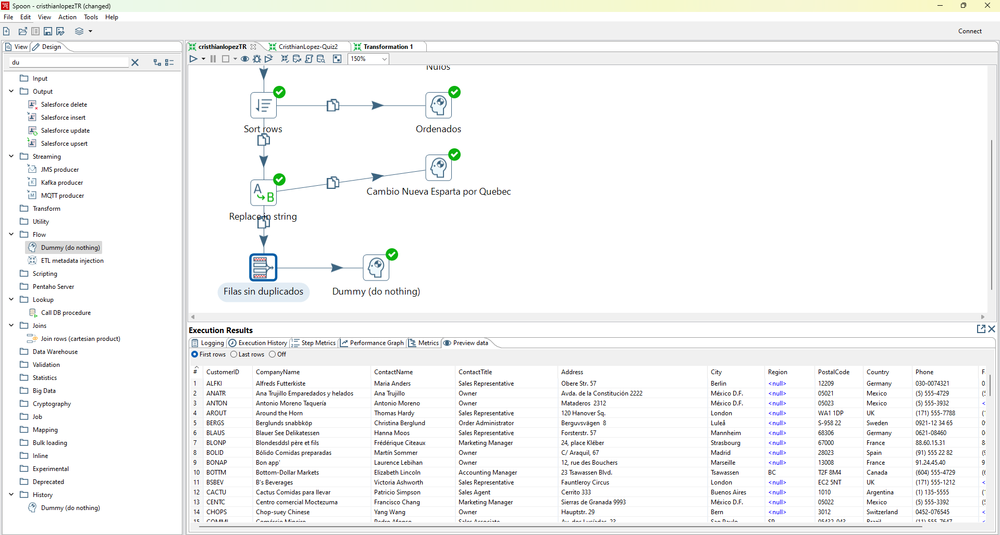 Spoon - cristhianlopezTR (changed)
File Edit View Action Tools Help
Connect
View Design
cristhianlopezTR CristhianLopez-Quiz2 Transformation 1
du
150%
Input
Output
Salesforce delete
Salesforce insert
Salesforce update
Salesforce upsert
Streaming
JMS producer
Kafka producer
MQTT producer
Transform
Utility
Flow
Dummy (do nothing)
ETL metadata injection
Scripting
Pentaho Server
Lookup
Call DB procedure
Joins
Join rows (cartesian product)
Data Warehouse
Validation
Statistics
Big Data
Cryptography
Job
Mapping
Bulk loading
Inline
Experimental
Deprecated
History
Dummy (do nothing)
Nulos
Sort rows
Ordenados
A B
Cambio Nueva Esparta por Quebec
Replace in string
Filas sin duplicados
Dummy (do nothing)
Execution Results
Logging Execution History Step Metrics Performance Graph Metrics Preview data
First rows Last rows Off
# CustomerID CompanyName ContactName ContactTitle Address City Region PostalCode Country Phone
1 ALFKI Alfreds Futterkiste Maria Anders Sales Representative Obere Str. 57 Berlin <null> 12209 Germany 030-0074321
2 ANATR Ana Trujillo Emparedados y helados Ana Trujillo Owner Avda. de la Constitución 2222 México D.F. <null> 05021 Mexico (5) 555-4729
3 ANTON Antonio Moreno Taquería Antonio Moreno Owner Mataderos 2312 México D.F. <null> 05023 Mexico (5) 555-3932
4 AROUT Around the Horn Thomas Hardy Sales Representative 120 Hanover Sq. London <null> WA1 1DP UK (171) 555-7788
5 BERGS Berglunds snabbköp Christina Berglund Order Administrator Berguvsvägen 8 Luleå <null> S-958 22 Sweden 0921-12 34 65
6 BLAUS Blauer See Delikatessen Hanna Moos Sales Representative Forsterstr. 57 Mannheim <null> 68306 Germany 0621-08460
7 BLONP Blondesddsl père et fils Frédérique Citeaux Marketing Manager 24, place Kléber Strasbourg <null> 67000 France 88.60.15.31
8 BOLID Bólido Comidas preparadas Martín Sommer Owner C/ Araquil, 67 Madrid <null> 28023 Spain (91) 555 22 82
9 BONAP Bon app' Laurence Lebihan Owner 12, rue des Bouchers Marseille <null> 13008 France 91.24.45.40
10 BOTTM Bottom-Dollar Markets Elizabeth Lincoln Accounting Manager 23 Tsawassen Blvd. Tsawassen BC T2F 8M4 Canada (604) 555-4729
11 BSBEV B's Beverages Victoria Ashworth Sales Representative Fauntleroy Circus London <null> EC2 5NT UK (171) 555-1212
12 CACTU Cactus Comidas para llevar Patricio Simpson Sales Agent Cerrito 333 Buenos Aires <null> 1010 Argentina (1) 135-5555
13 CENTC Centro comercial Moctezuma Francisco Chang Marketing Manager Sierras de Granada 9993 México D.F. <null> 05022 Mexico (5) 555-3392
14 CHOPS Chop-suey Chinese Yang Wang Owner Hauptstr. 29 Bern <null> 3012 Switzerland 0452-076545
15 COMMI Comércio Mineiro Pedro Afonso Sales Associate Av. dos Lusíadas, 23 Sao Paulo SP 05432-043 Brazil (11) 555-7647